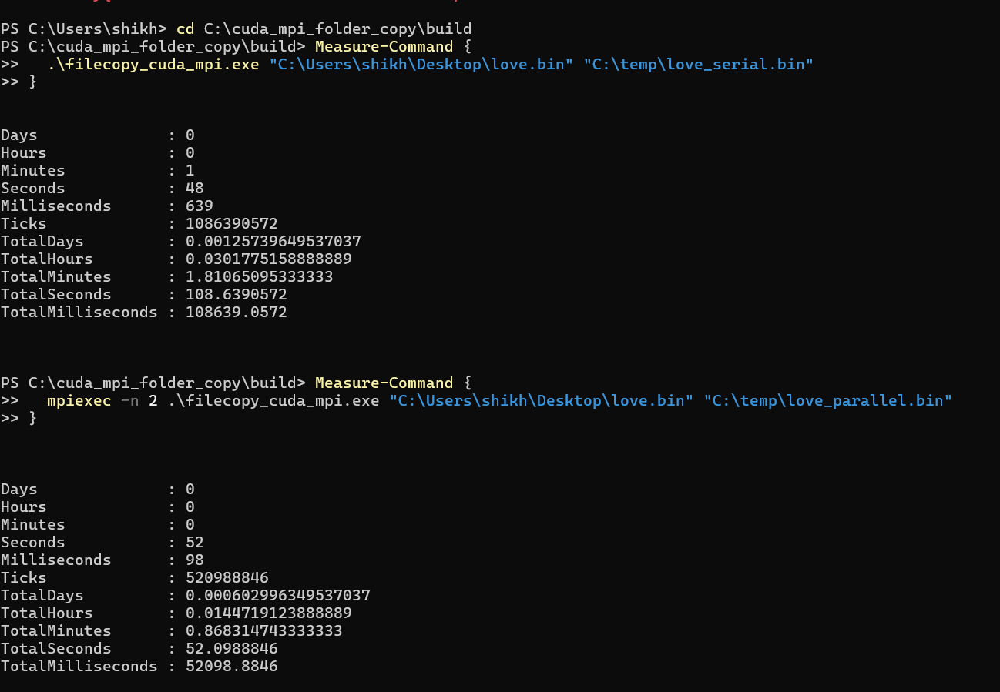 PS C:\Users\shikh> cd C:\cuda_mpi_folder_copy\build
PS C:\cuda_mpi_folder_copy\build> Measure-Command {
>>   .\filecopy_cuda_mpi.exe "C:\Users\shikh\Desktop\love.bin" "C:\temp\love_serial.bin"
>> }
Days              : 0
Hours             : 0
Minutes           : 1
Seconds           : 48
Milliseconds      : 639
Ticks             : 1086390572
TotalDays         : 0.00125739649537037
TotalHours        : 0.0301775158888889
TotalMinutes      : 1.81065095333333
TotalSeconds      : 108.6390572
TotalMilliseconds : 108639.0572
PS C:\cuda_mpi_folder_copy\build> Measure-Command {
>>   mpiexec -n 2 .\filecopy_cuda_mpi.exe "C:\Users\shikh\Desktop\love.bin" "C:\temp\love_parallel.bin"
>> }
Days              : 0
Hours             : 0
Minutes           : 0
Seconds           : 52
Milliseconds      : 98
Ticks             : 520988846
TotalDays         : 0.000602996349537037
TotalHours        : 0.0144719123888889
TotalMinutes      : 0.868314743333333
TotalSeconds      : 52.0988846
TotalMilliseconds : 52098.8846